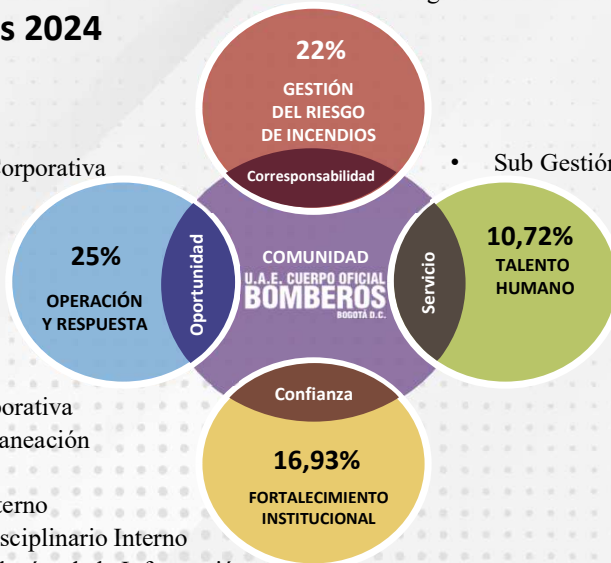 s 2024
22%
GESTIÓN
DEL RIESGO
DE INCENDIOS
Corresponsabilidad
Corporativa
• Sub Gestión
25%
OPERACIÓN
Y RESPUESTA
Oportunidad
COMUNIDAD
U.A.E. CUERPO OFICIAL
BOMBEROS
BOGOTÁ D.C.
Servicio
10,72%
TALENTO
HUMANO
Confianza
16,93%
FORTALECIMIENTO
INSTITUCIONAL
porativa
aneación
terno
sciplinario Interno